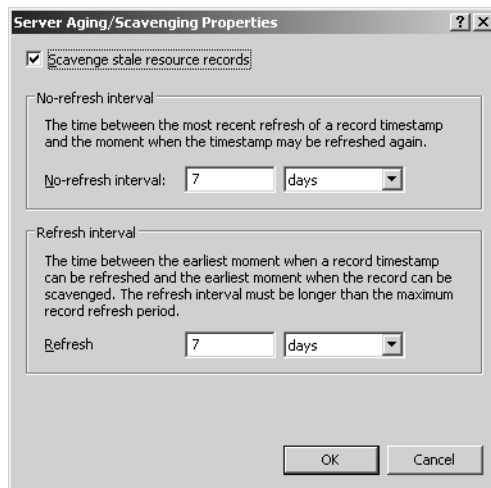 Server Aging/Scavenging Properties
Scavenge stale resource records
No-refresh interval
The time between the most recent refresh of a record timestamp
and the moment when the timestamp may be refreshed again.
No-refresh interval: 7 days
Refresh interval
The time between the earliest moment when a record timestamp
can be refreshed and the earliest moment when the record can be
scavenged. The refresh interval must be longer than the maximum
record refresh period.
Refresh 7 days
OK Cancel